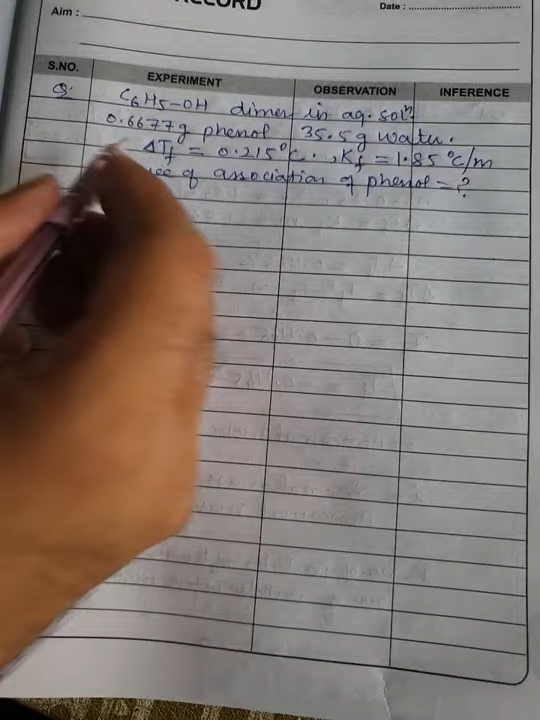 RECORD
Date :
Aim :
S.NO. EXPERIMENT OBSERVATION INFERENCE
Q. C6H5-OH dimer in aq. solⁿ.
0.6677g phenol 35.5g water.
ΔTf = 0.215°C. , Kf = 1.85 °C/m
of association of phenol = ?